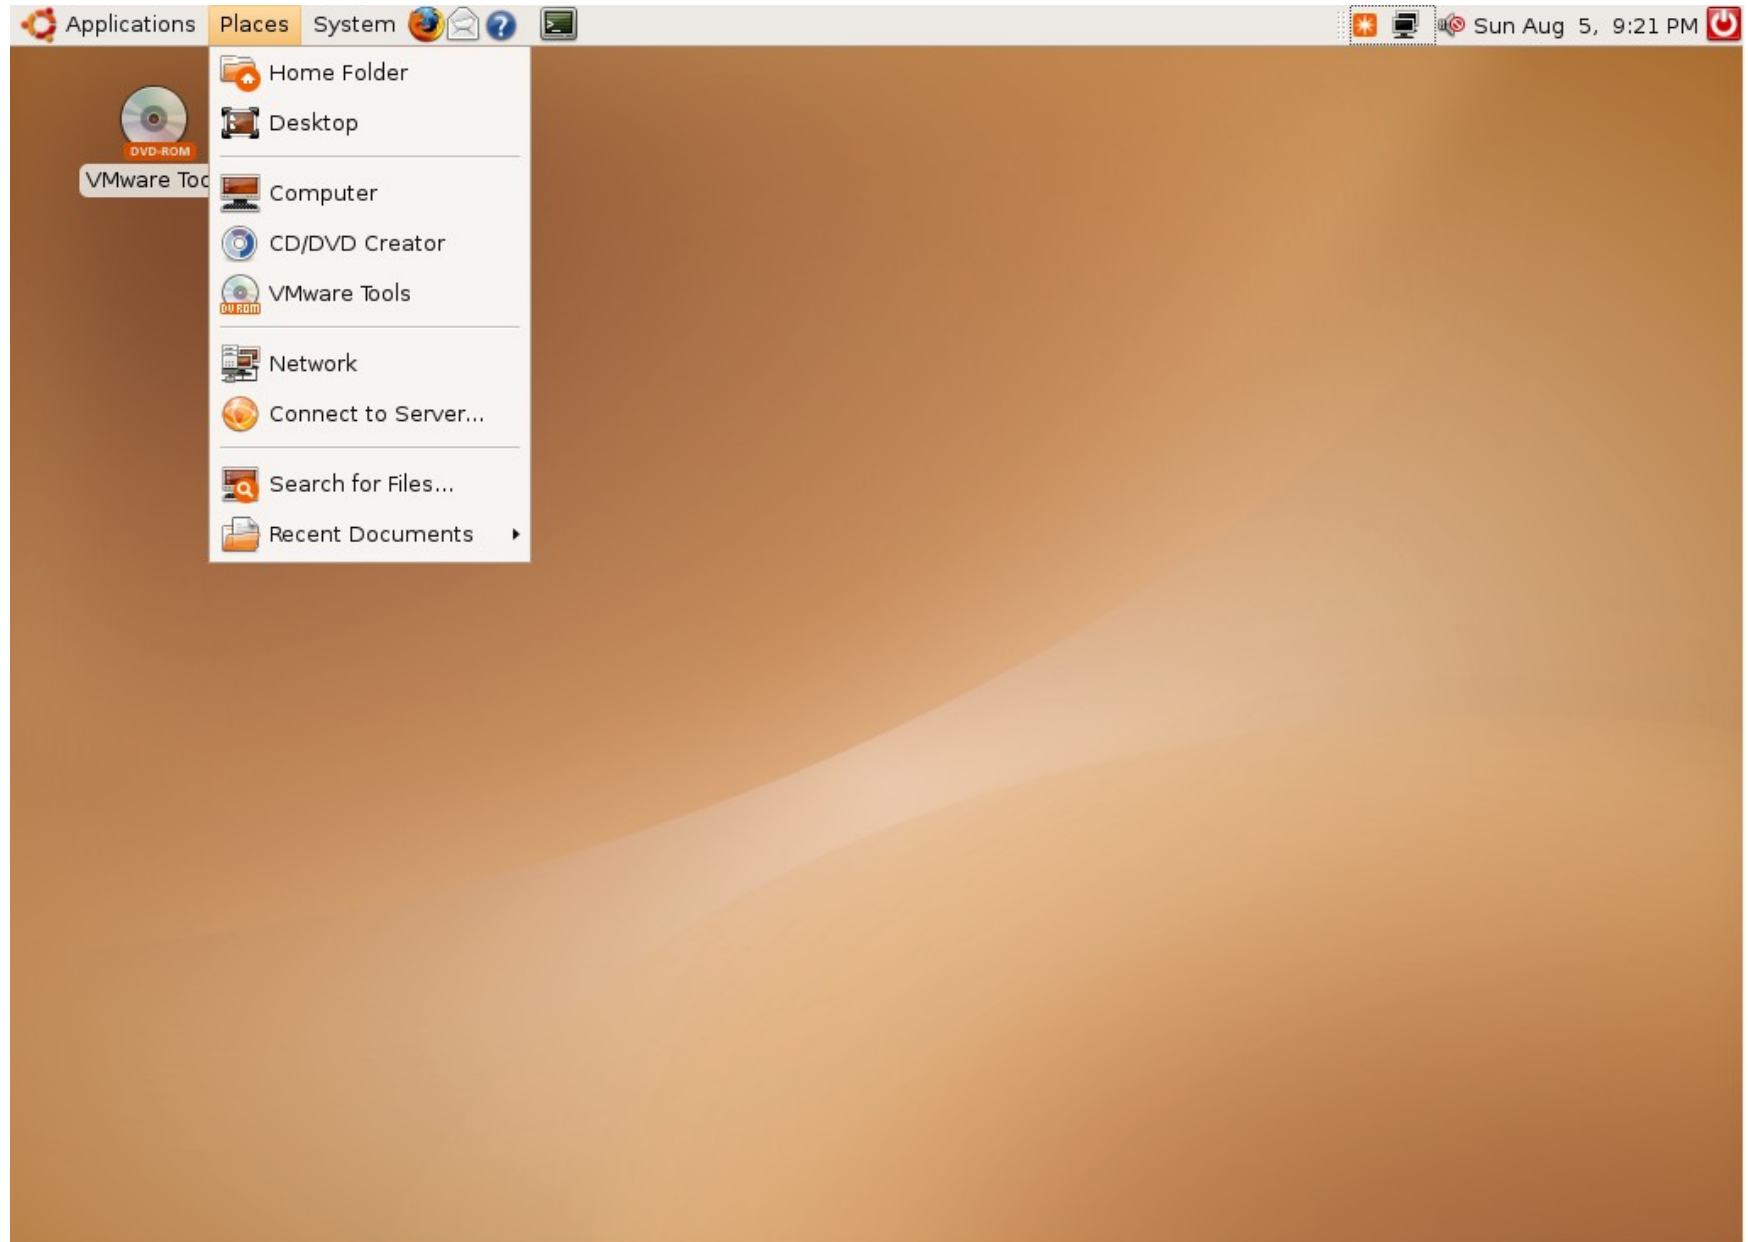 Applications Places System Sun Aug 5, 9:21 PM
Home Folder
Desktop
DVD-ROM
VMware Too
Computer
CD/DVD Creator
VMware Tools
Network
Connect to Server...
Search for Files...
Recent Documents